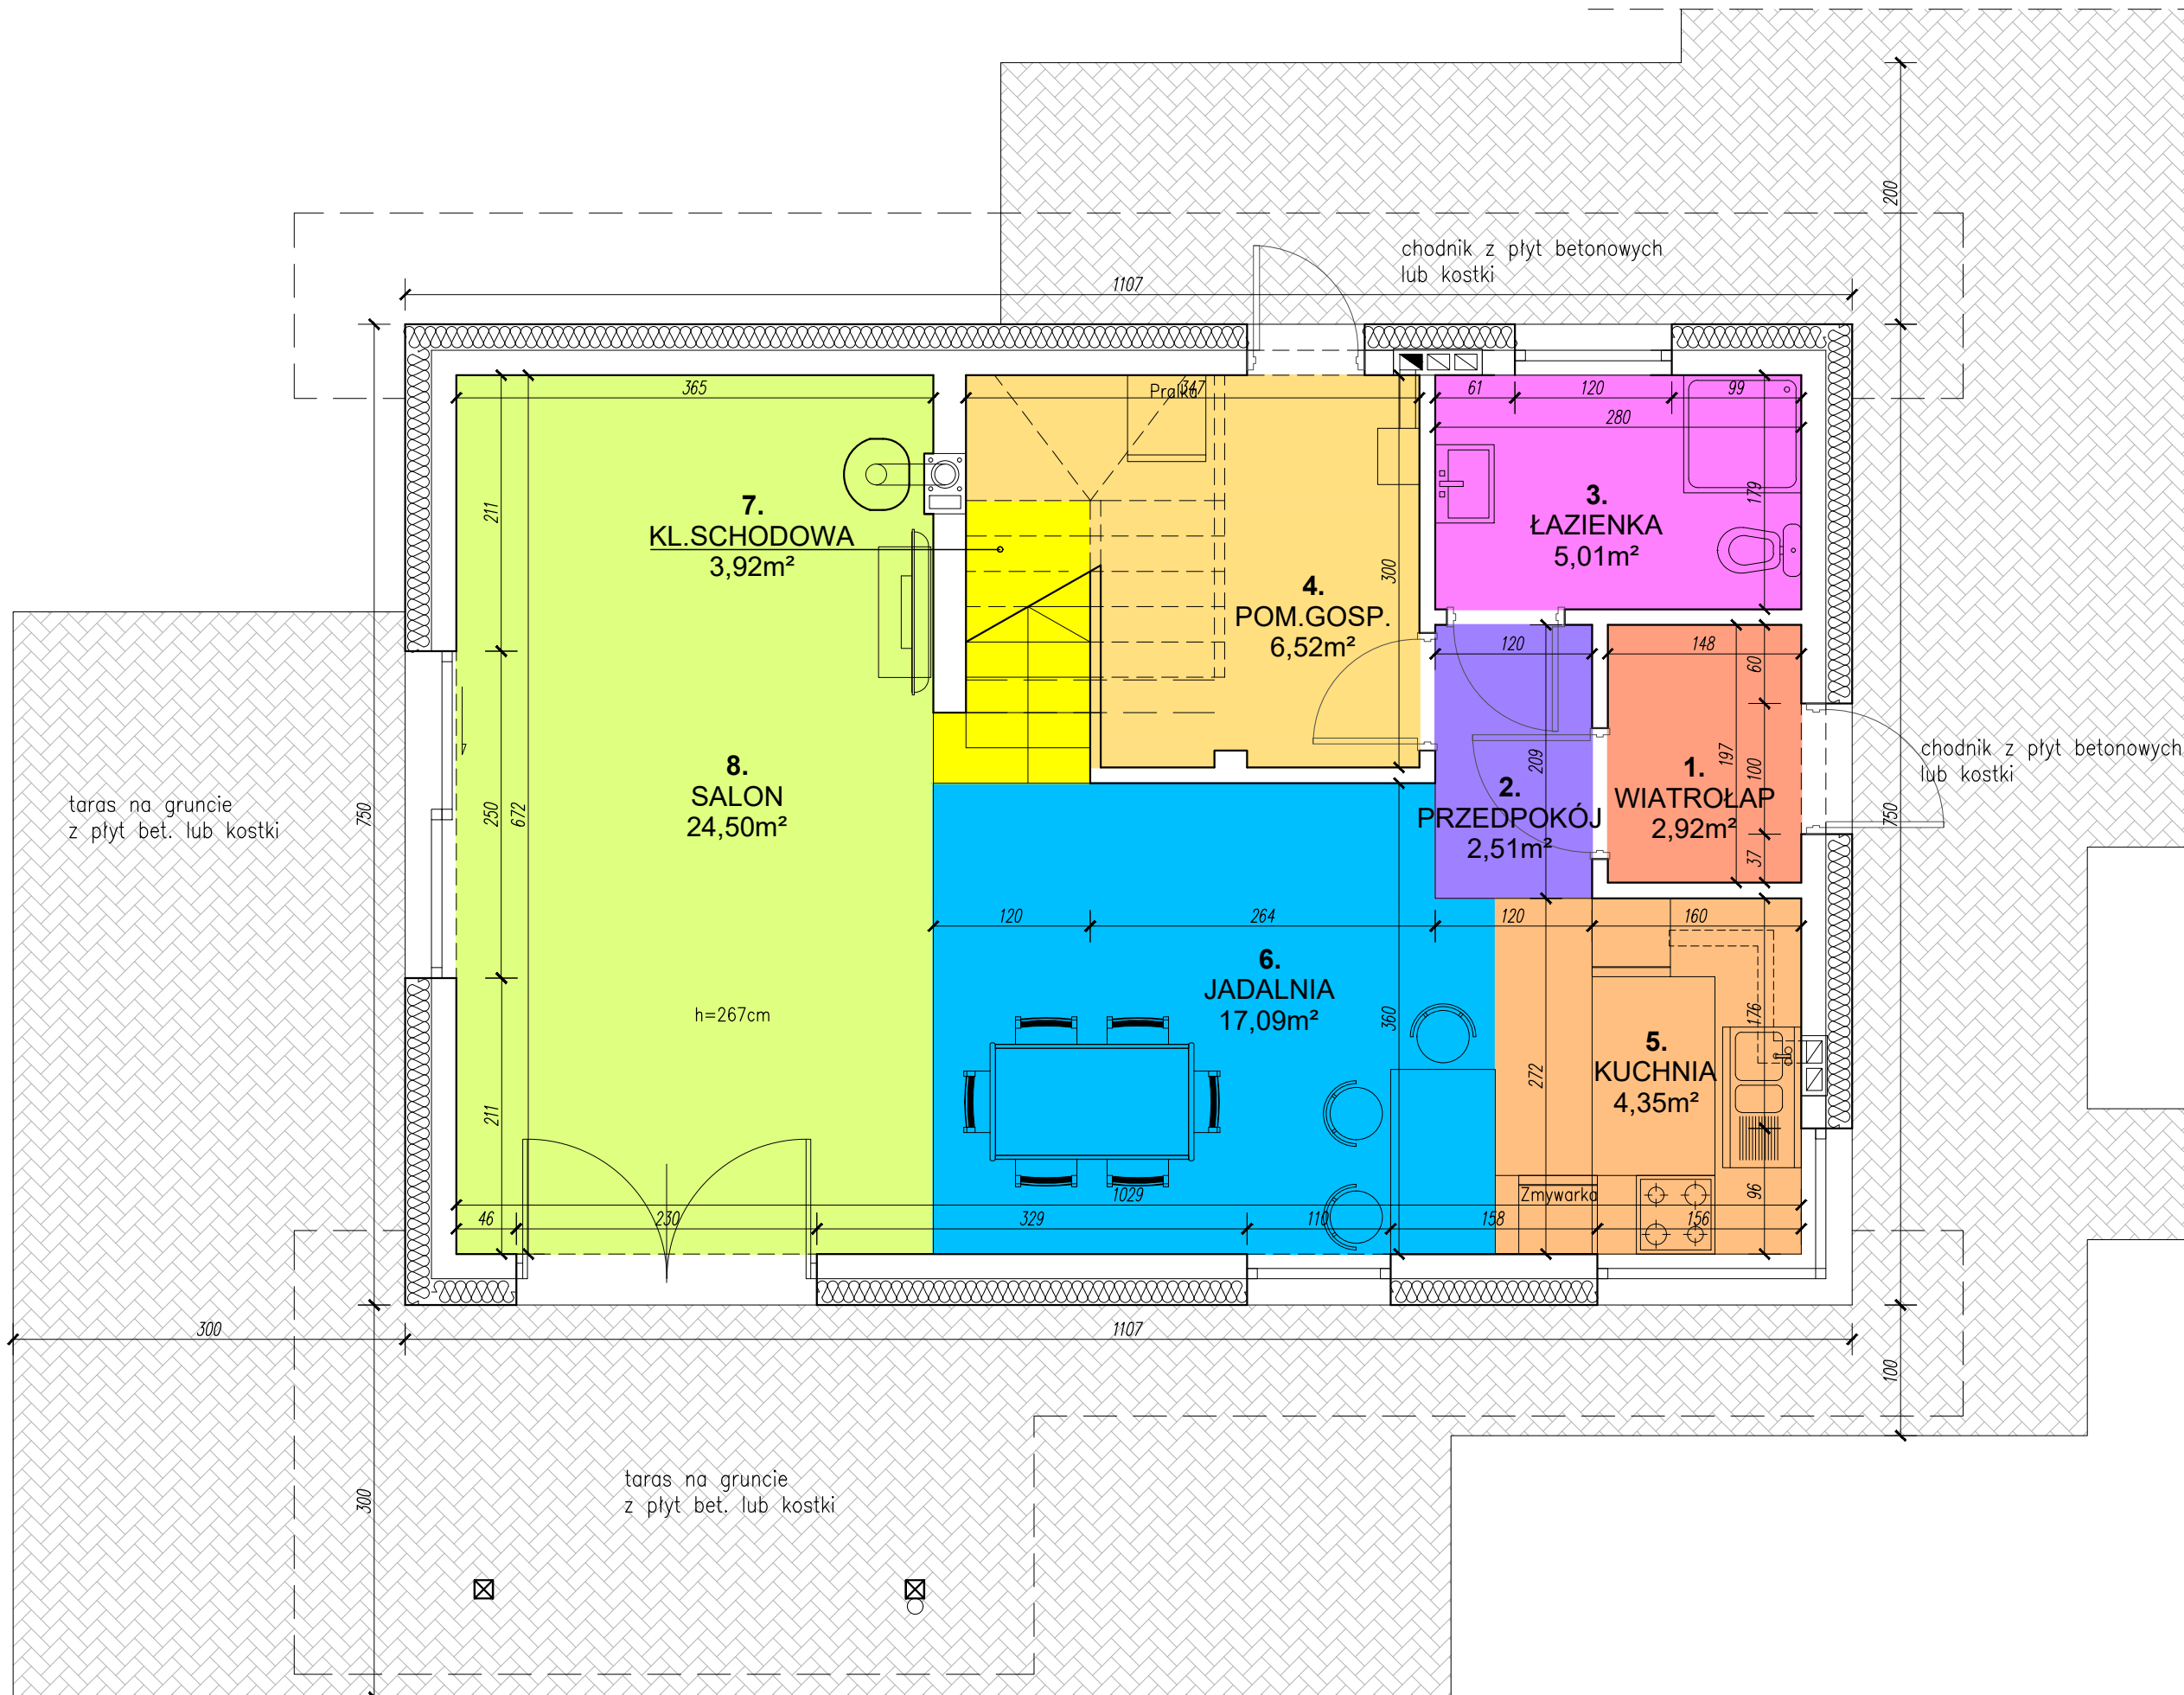 200
chodnik z płyt betonowych
lub kostki
1107
365
Pralka
347
61
120
99
280
211
7.
KL.SCHODOWA
3,92m²
179
3.
ŁAZIENKA
5,01m²
300
4.
POM.GOSP.
6,52m²
120
148
60
chodnik z płyt betonowych
lub kostki
197
100
209
1.
WIATROŁAP
2,92m²
2.
PRZEDPOKÓJ
2,51m²
37
750
8.
SALON
24,50m²
250
672
750
taras na gruncie
z płyt bet. lub kostki
120
264
120
160
6.
JADALNIA
17,09m²
h=267cm
360
176
5.
KUCHNIA
4,35m²
272
211
1029
Zmywarka
96
46
230
329
110
158
156
300
1107
100
taras na gruncie
z płyt bet. lub kostki
300